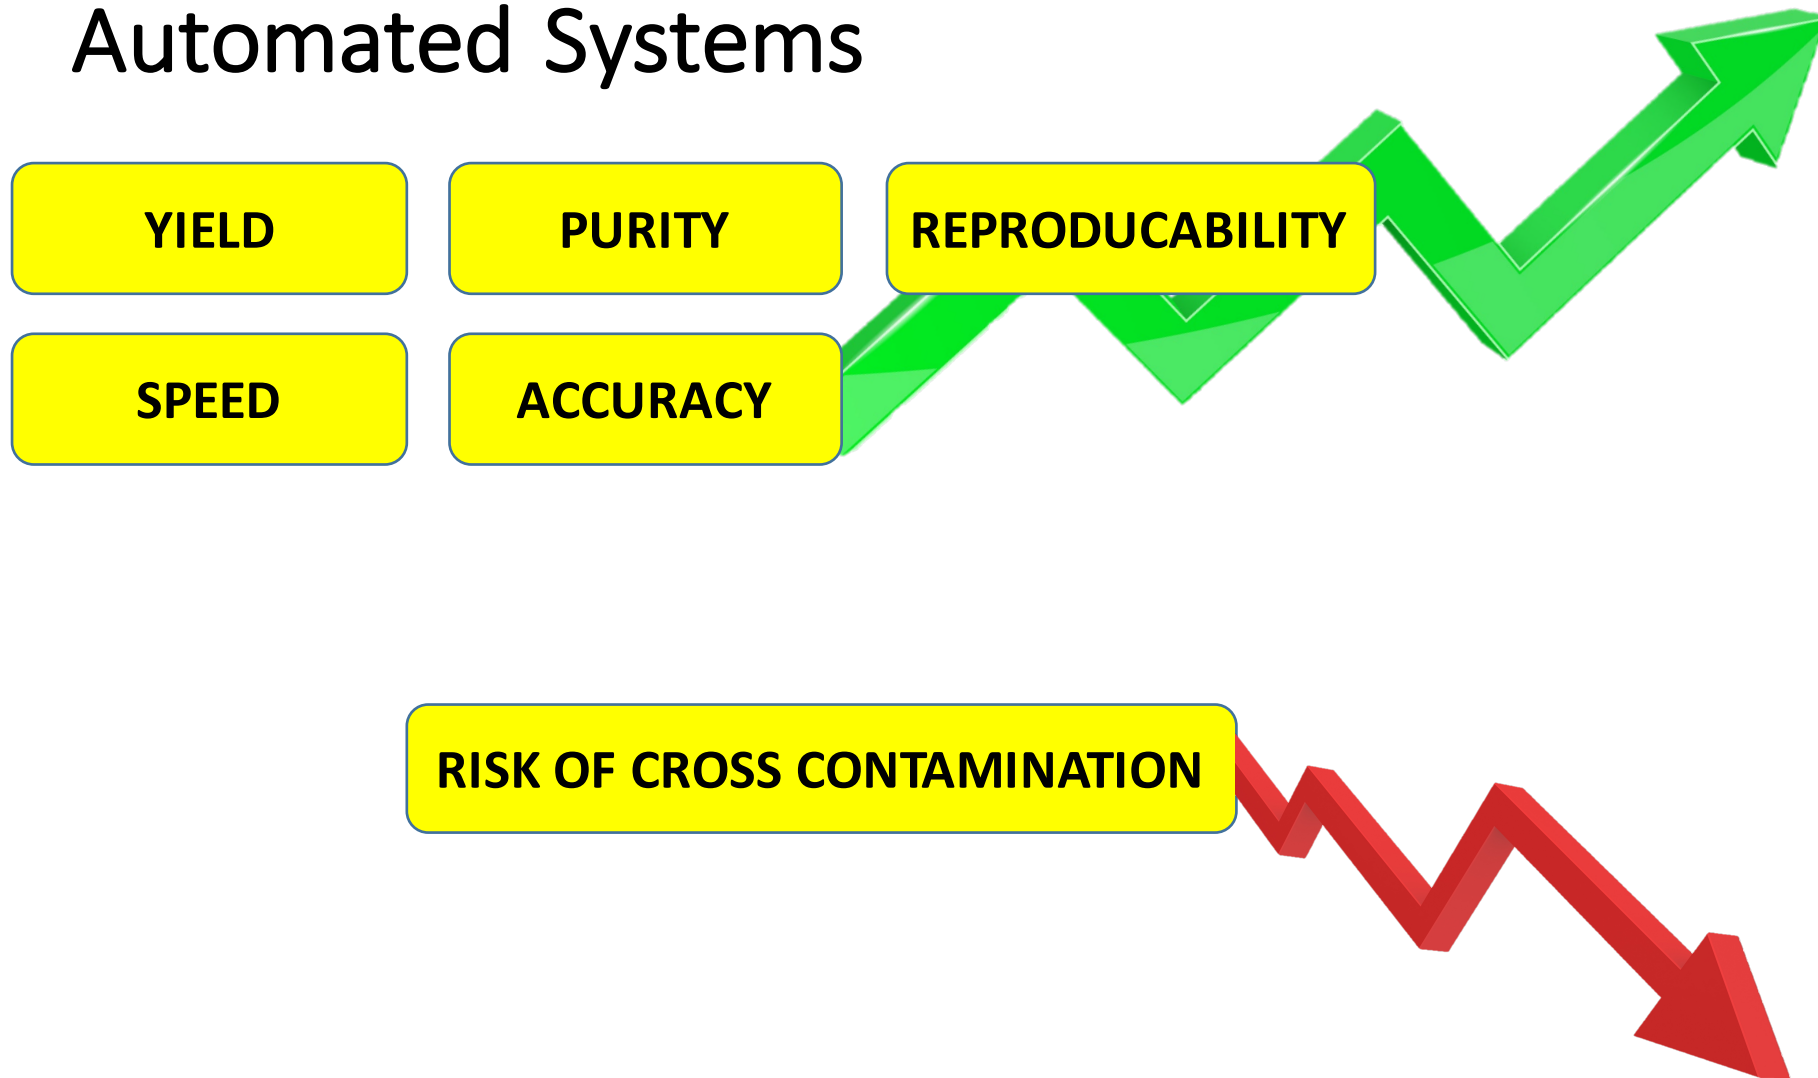 Automated Systems
YIELD
PURITY
REPRODUCABILITY
SPEED
ACCURACY
RISK OF CROSS CONTAMINATION